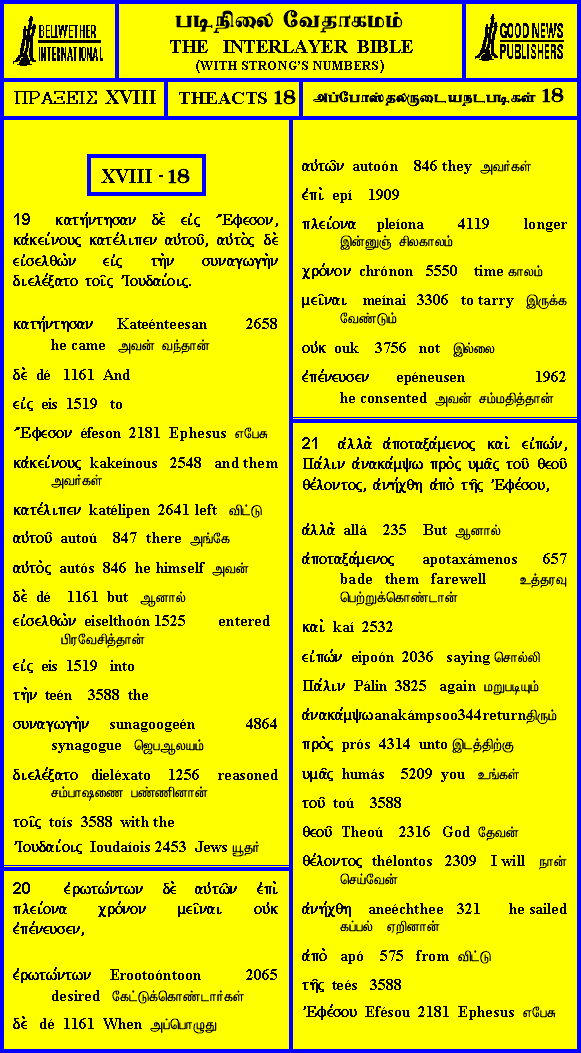 BELLWETHER
INTERNATIONAL
படிநிலை வேதாகமம்
THE INTERLAYER BIBLE
(WITH STRONG'S NUMBERS)
GOOD NEWS
PUBLISHERS
ΠΡΑΞΕΙΣ XVIII
THEACTS 18
அப்போஸ்தலருடையநடபடிகள் 18
XVIII - 18
19 κατήντησαν δὲ εἰς Ἔφεσον,
κἀκείνους κατέλιπεν αὐτοῦ, αὐτὸς δὲ
εἰσελθὼν εἰς τὴν συναγωγὴν
διελέξατο τοῖς Ἰουδαίοις.
κατήντησαν Kateénteesan 2658
he came அவன் வந்தான்
δὲ dé 1161 And
εἰς eis 1519 to
Ἔφεσον éfeson 2181 Ephesus எபேசு
κἀκείνους kakeínous 2548 and them
அவர்கள்
κατέλιπεν katélipen 2641 left விட்டு
αὐτοῦ autoú 847 there அங்கே
αὐτὸς autós 846 he himself அவன்
δὲ dé 1161 but ஆனால்
εἰσελθὼν eiselthoón 1525 entered
பிரவேசித்தான்
εἰς eis 1519 into
τὴν teén 3588 the
συναγωγὴν sunagoogeén 4864
synagogue ஜெபஆலயம்
διελέξατο dieléxato 1256 reasoned
சம்பாஷணை பண்ணினான்
τοῖς toís 3588 with the
Ἰουδαίοις Ioudaíois 2453 Jews யூதர்
20 ἐρωτώντων δὲ αὐτῶν ἐπὶ
πλείονα χρόνον μεῖναι οὐκ
ἐπένευσεν,
ἐρωτώντων Erootoóntoon 2065
desired கேட்டுக்கொண்டார்கள்
δὲ dé 1161 When அப்பொழுது
αὐτῶν autoón 846 they அவர்கள்
ἐπὶ epí 1909
πλείονα pleíona 4119 longer
இன்னுஞ் சிலகாலம்
χρόνον chrónon 5550 time காலம்
μεῖναι meínai 3306 to tarry இருக்க
வேண்டும்
οὐκ ouk 3756 not இல்லை
ἐπένευσεν epéneusen 1962
he consented அவன் சம்மதித்தான்
21 ἀλλὰ ἀποταξάμενος καὶ εἰπών,
Πάλιν ἀνακάμψω πρὸς υμᾶς τοῦ θεοῦ
θέλοντος, ἀνήχθη ἀπὸ τῆς Ἐφέσου,
ἀλλὰ allá 235 But ஆனால்
ἀποταξάμενος apotaxámenos 657
bade them farewell உத்தரவு
பெற்றுக்கொண்டான்
καὶ kaí 2532
εἰπών eipoón 2036 saying சொல்லி
Πάλιν Pálin 3825 again மறுபடியும்
ἀνακάμψω anakámpsoo 344 return திரும்
πρὸς prós 4314 unto இடத்திற்கு
υμᾶς humás 5209 you உங்கள்
τοῦ toú 3588
θεοῦ Theoú 2316 God தேவன்
θέλοντος thélontos 2309 I will நான்
செய்வேன்
ἀνήχθη aneéchthee 321 he sailed
கப்பல் ஏறினான்
ἀπὸ apó 575 from விட்டு
τῆς teés 3588
Ἐφέσου Efésou 2181 Ephesus எபேசு